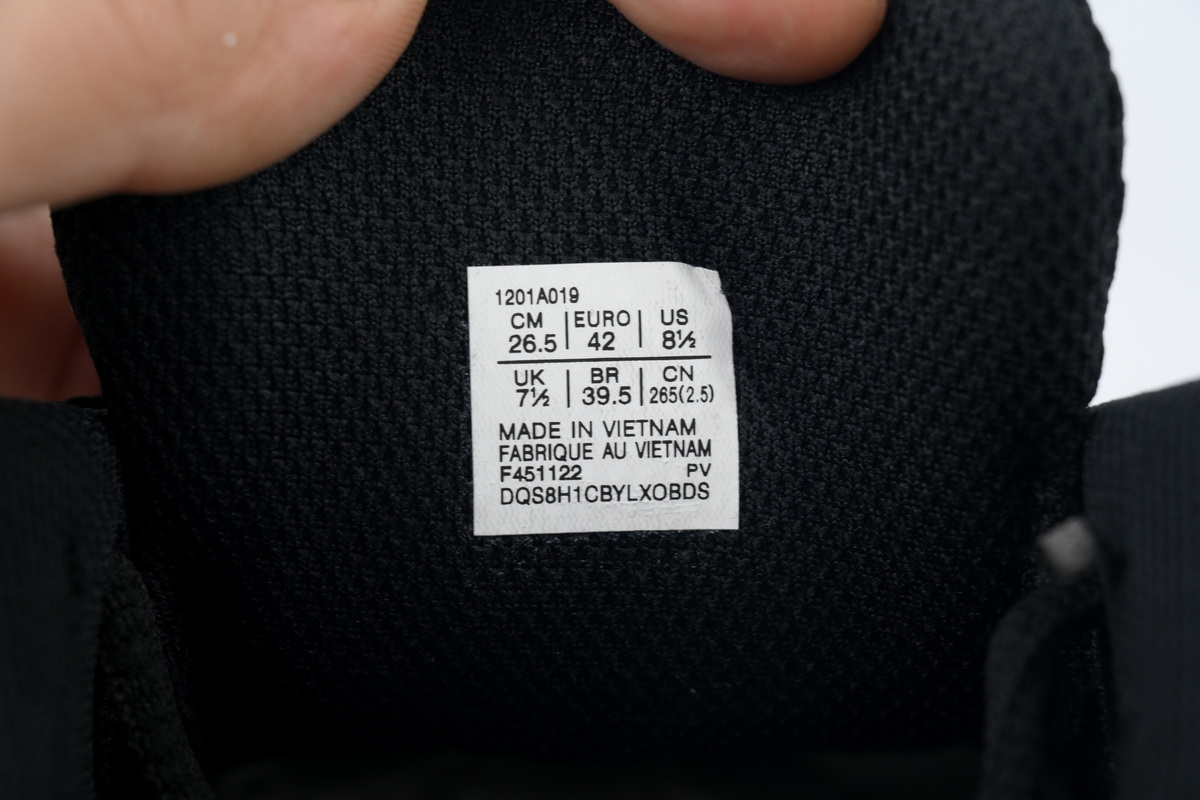 1201A019
CM | EURO | US
26.5 | 42 | 8½
UK | BR | CN
7½ | 39.5 | 265(2.5)
MADE IN VIETNAM
FABRIQUE AU VIETNAM
F451122 PV
DQS8H1CBYLXOBDS